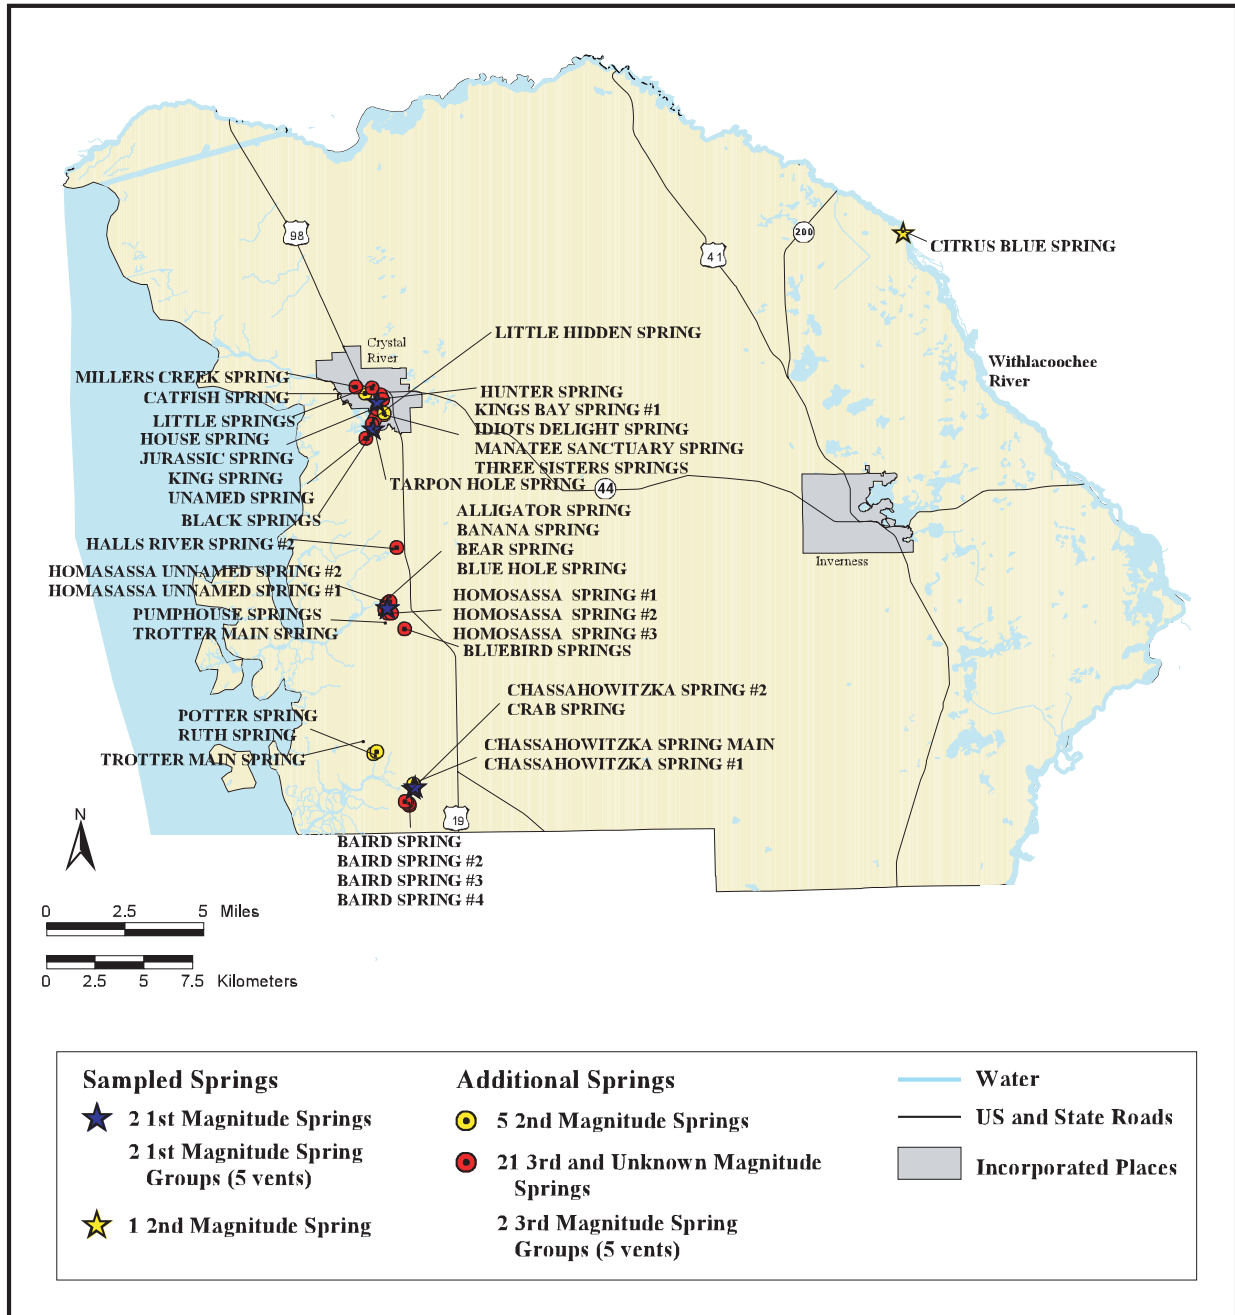 98
41
200
CITRUS BLUE SPRING
Withlacoochee
River
LITTLE HIDDEN SPRING
Crystal
River
MILLERS CREEK SPRING
CATFISH SPRING
LITTLE SPRINGS
HOUSE SPRING
JURASSIC SPRING
KING SPRING
UNAMED SPRING
BLACK SPRINGS
HUNTER SPRING
KINGS BAY SPRING #1
IDIOTS DELIGHT SPRING
MANATEE SANCTUARY SPRING
THREE SISTERS SPRINGS
TARPON HOLE SPRING
44
Inverness
ALLIGATOR SPRING
BANANA SPRING
BEAR SPRING
BLUE HOLE SPRING
HALLS RIVER SPRING #2
HOMASASSA UNNAMED SPRING #2
HOMASASSA UNNAMED SPRING #1
PUMPHOUSE SPRINGS
TROTTER MAIN SPRING
HOMOSASSA SPRING #1
HOMOSASSA SPRING #2
HOMOSASSA SPRING #3
BLUEBIRD SPRINGS
CHASSAHOWITZKA SPRING #2
CRAB SPRING
POTTER SPRING
RUTH SPRING
TROTTER MAIN SPRING
CHASSAHOWITZKA SPRING MAIN
CHASSAHOWITZKA SPRING #1
19
BAIRD SPRING
BAIRD SPRING #2
BAIRD SPRING #3
BAIRD SPRING #4
N
0 2.5 5 Miles
0 2.5 5 7.5 Kilometers
Sampled Springs
2 1st Magnitude Springs
2 1st Magnitude Spring
Groups (5 vents)
1 2nd Magnitude Spring
Additional Springs
5 2nd Magnitude Springs
21 3rd and Unknown Magnitude
Springs
2 3rd Magnitude Spring
Groups (5 vents)
Water
US and State Roads
Incorporated Places